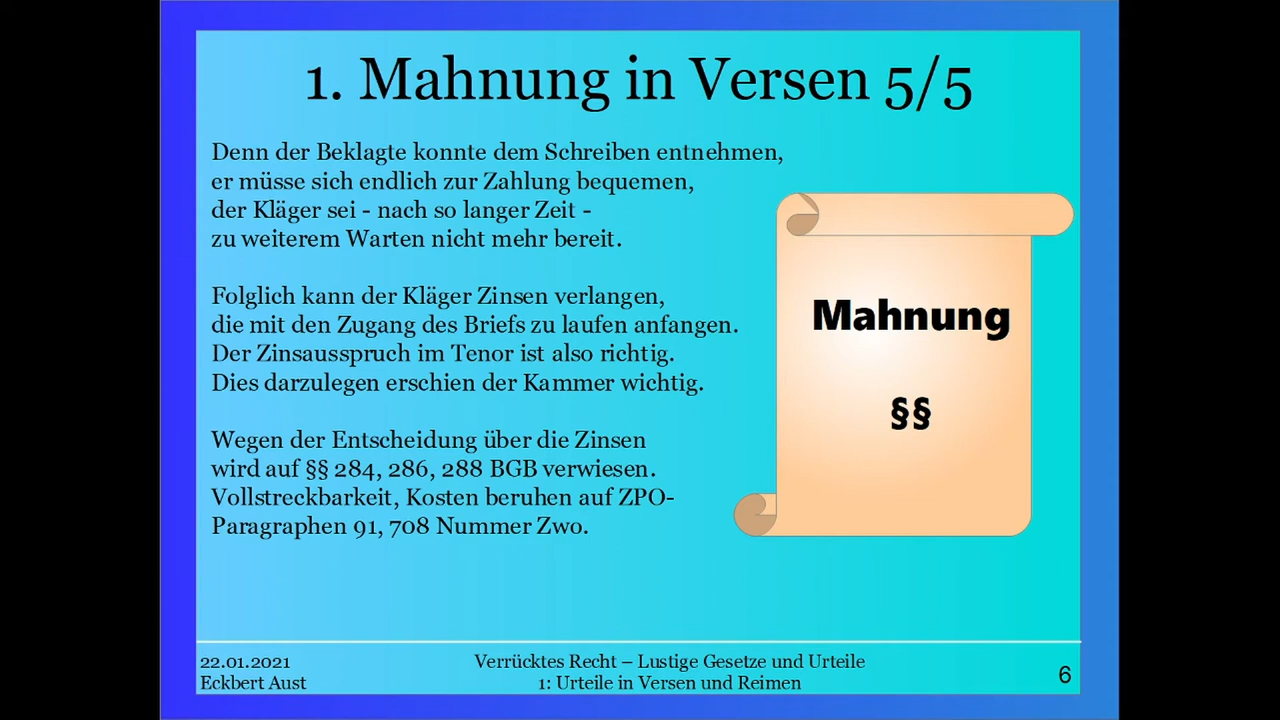 1. Mahnung in Versen 5/5
Denn der Beklagte konnte dem Schreiben entnehmen,
er müsse sich endlich zur Zahlung bequemen,
der Kläger sei - nach so langer Zeit -
zu weiterem Warten nicht mehr bereit.
Folglich kann der Kläger Zinsen verlangen,
die mit den Zugang des Briefs zu laufen anfangen.
Der Zinsausspruch im Tenor ist also richtig.
Dies darzulegen erschien der Kammer wichtig.
Wegen der Entscheidung über die Zinsen
wird auf §§ 284, 286, 288 BGB verwiesen.
Vollstreckbarkeit, Kosten beruhen auf ZPO-
Paragraphen 91, 708 Nummer Zwo.
Mahnung
§§
22.01.2021
Eckbert Aust
Verrücktes Recht – Lustige Gesetze und Urteile
1: Urteile in Versen und Reimen
6